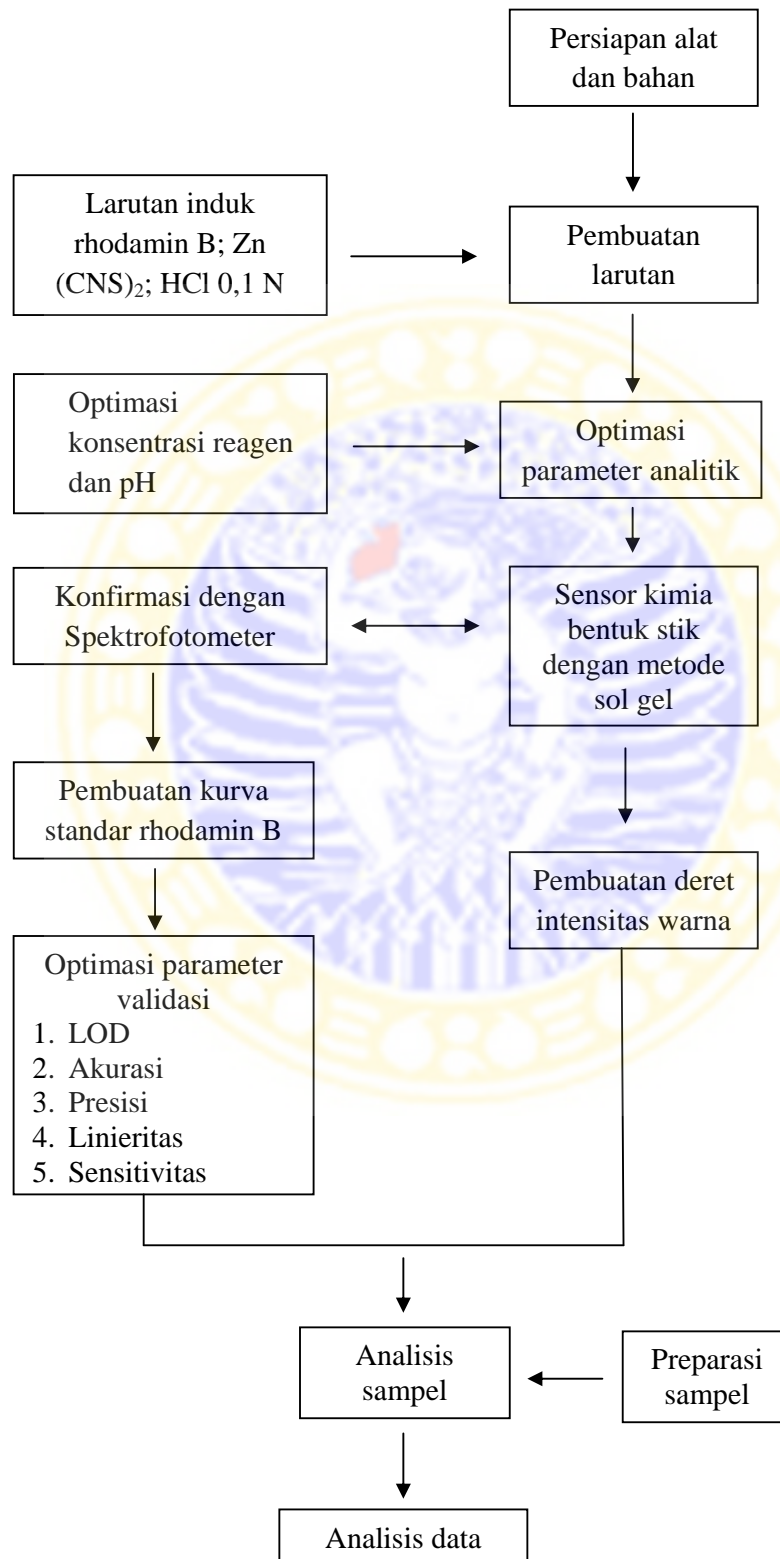 Persiapan alat
dan bahan
Larutan induk
rhodamin B; Zn
(CNS)₂; HCl 0,1 N
Pembuatan
larutan
Optimasi
konsentrasi reagen
dan pH
Optimasi
parameter analitik
Konfirmasi dengan
Spektrofotometer
Sensor kimia
bentuk stik
dengan metode
sol gel
Pembuatan kurva
standar rhodamin B
Pembuatan deret
intensitas warna
Optimasi parameter
validasi
1. LOD
2. Akurasi
3. Presisi
4. Linieritas
5. Sensitivitas
Analisis
sampel
Preparasi
sampel
Analisis data